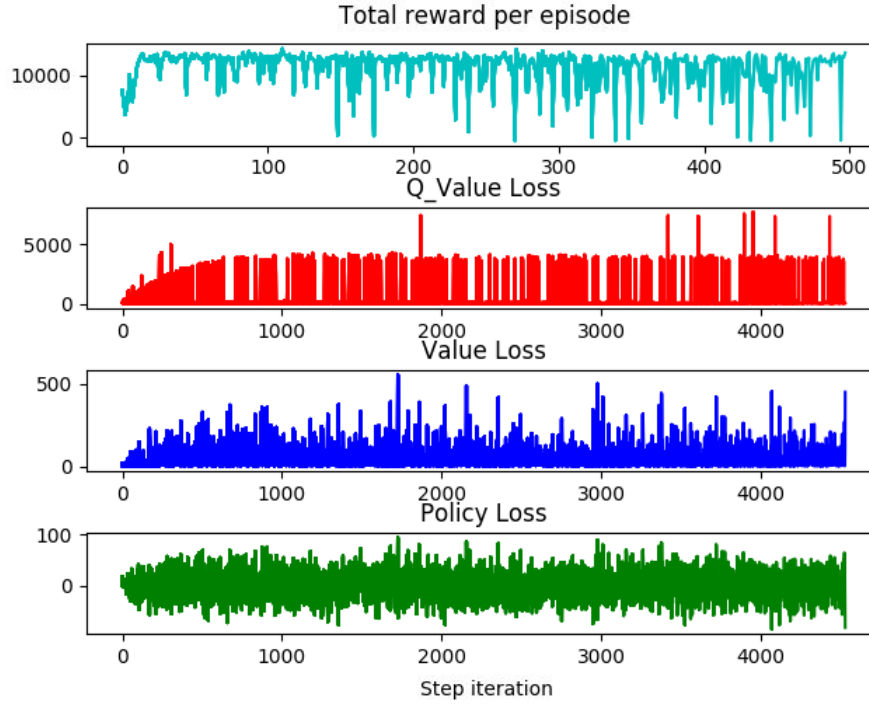 Total reward per episode
10000
0
0 100 200 300 400 500
Q_Value Loss
5000
0
0 1000 2000 3000 4000
Value Loss
500
0
0 1000 2000 3000 4000
Policy Loss
100
0
0 1000 2000 3000 4000
Step iteration